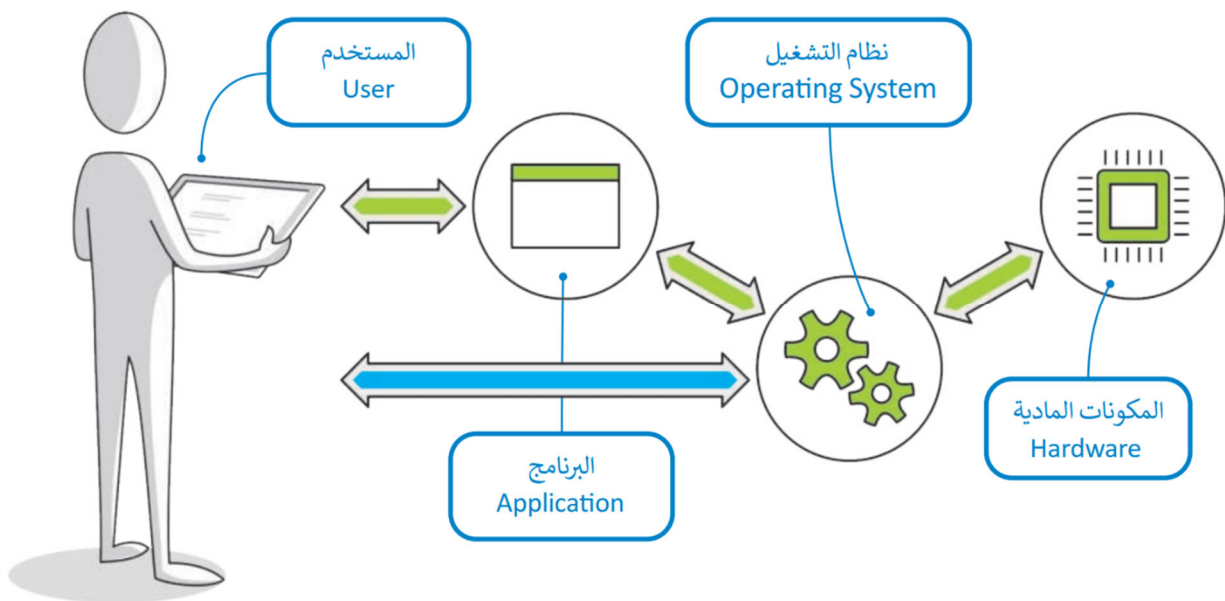 المستخدم
User
نظام التشغيل
Operating System
البرنامج
Application
المكونات المادية
Hardware